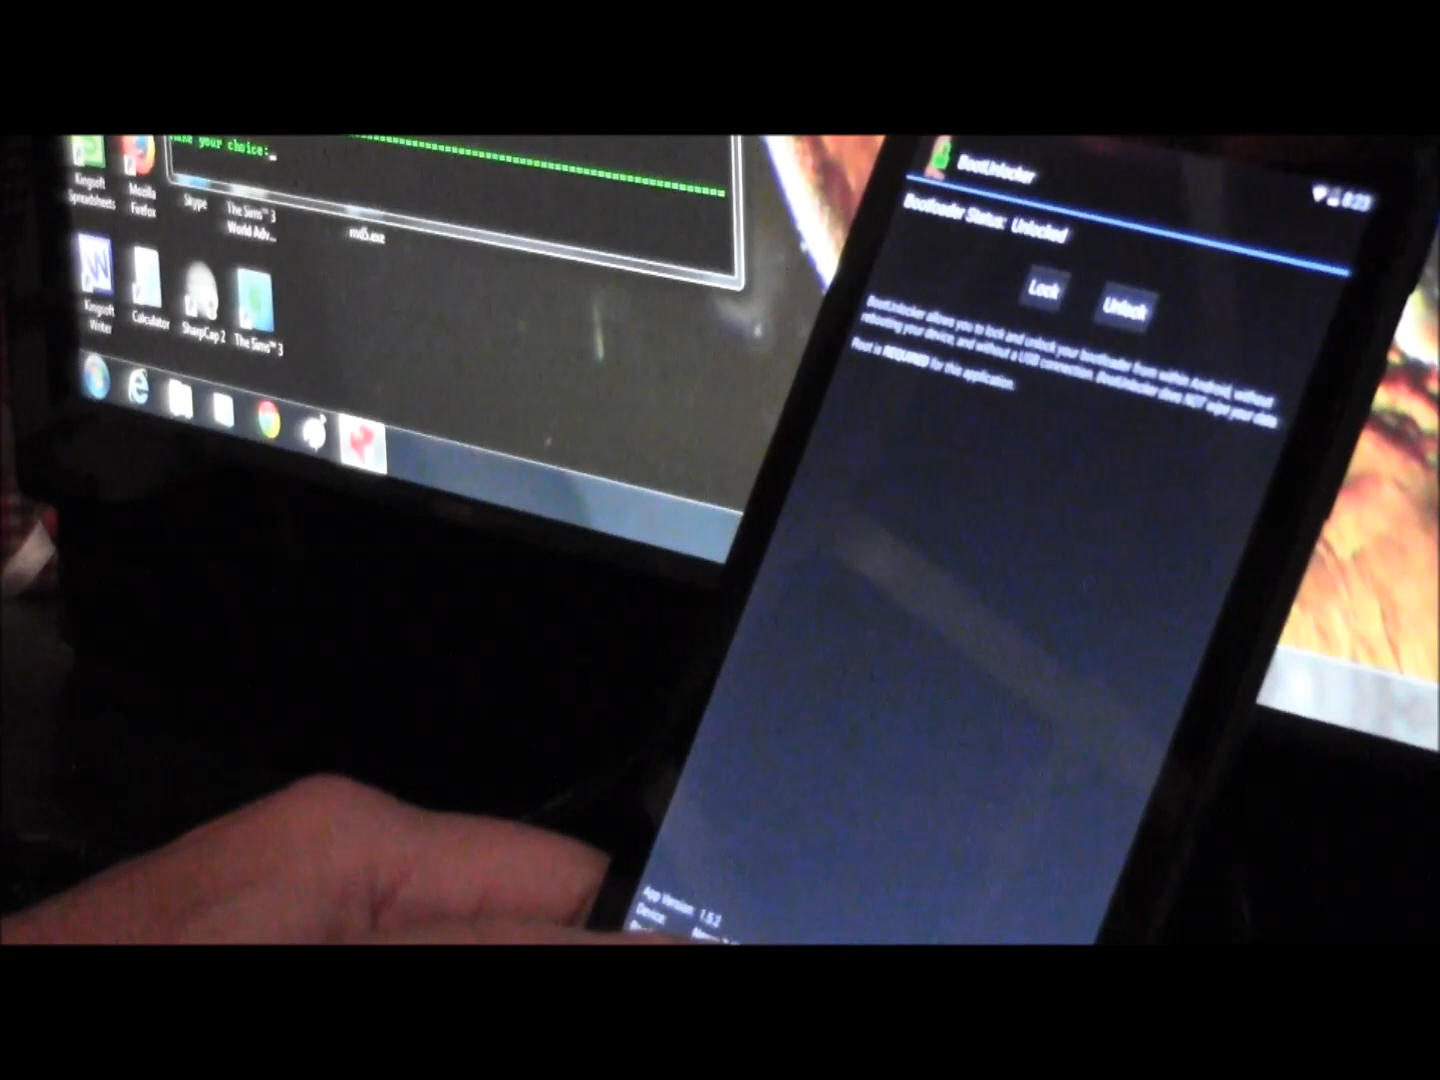 Make your choice:_
Kingsoft
Spreadsheets
Mozilla
Firefox
Skype
The Sims™ 3
World Adv...
md5.exe
Kingsoft
Writer
Calculator
SharpCap 2
The Sims™ 3
BootUnlocker
8:23
Bootloader Status: Unlocked
Lock
Unlock
BootUnlocker allows you to lock and unlock your bootloader from within Android, without
rebooting your device, and without a USB connection. BootUnlocker does NOT wipe your data.
Root is REQUIRED for this application.
App Version: 1.5.2
Device: